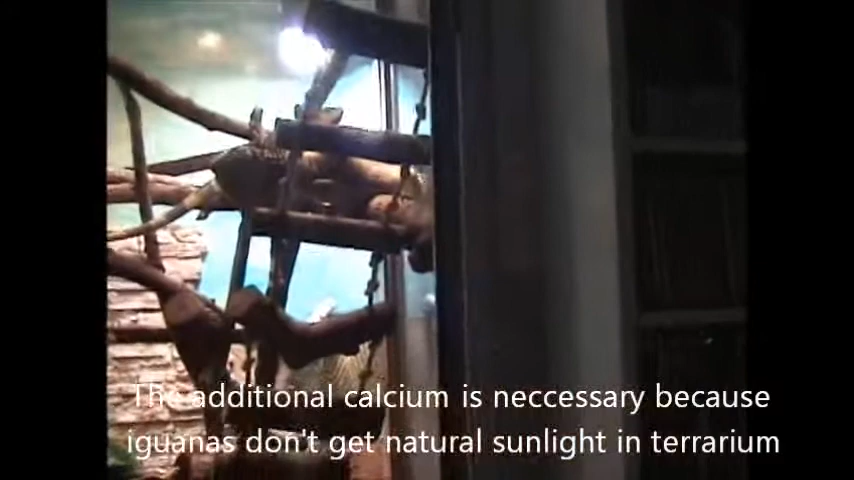 The additional calcium is neccessary because
iguanas don't get natural sunlight in terrarium